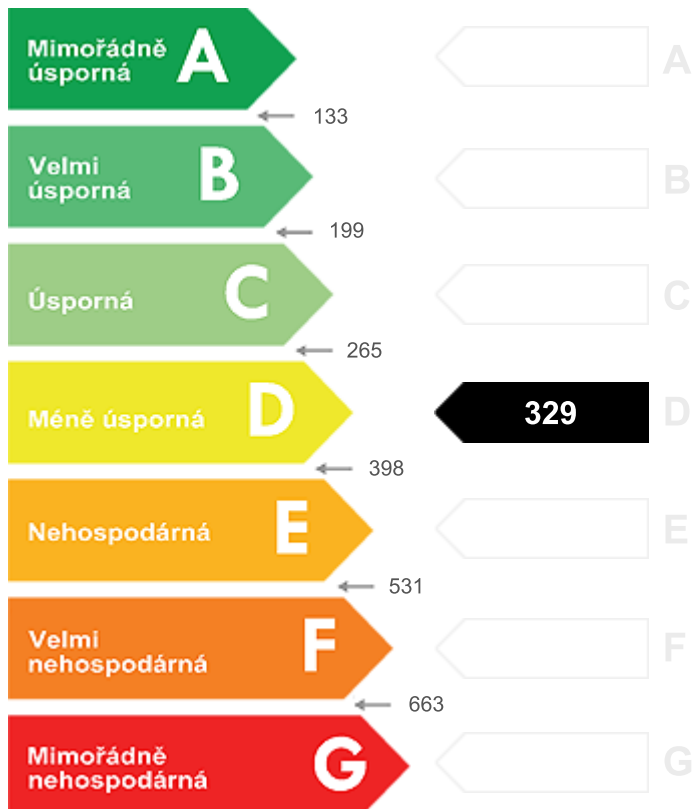 Mimořádně
úsporná
A
A
133
Velmi
úsporná
B
B
199
Úsporná
C
C
265
Méně úsporná
D
329
D
398
Nehospodárná
E
E
531
Velmi
nehospodárná
F
F
663
Mimořádně
nehospodárná
G
G